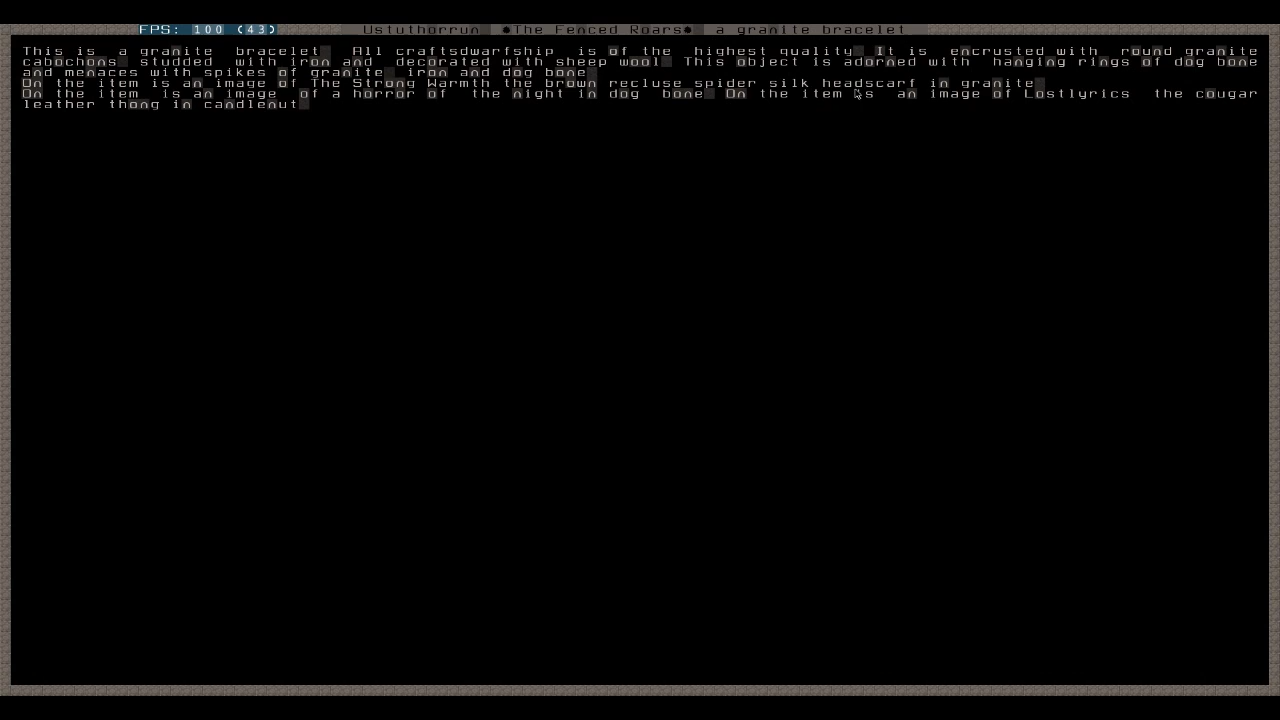 FPS: 100 (43) Ustuthorrun *The Fenced Roars* a granite bracelet
This is a granite bracelet. All craftsdwarfship is of the highest quality. It is encrusted with round granite
cabochons studded with iron and decorated with sheep wool. This object is adorned with hanging rings of dog bone
and menaces with spikes of granite, iron and dog bone.
On the item is an image of The Strong Warmth the brown recluse spider silk headscarf in granite.
On the item is an image of a horror of the night in dog bone. On the item is an image of Lostlyrics the cougar
leather thong in candlenut.